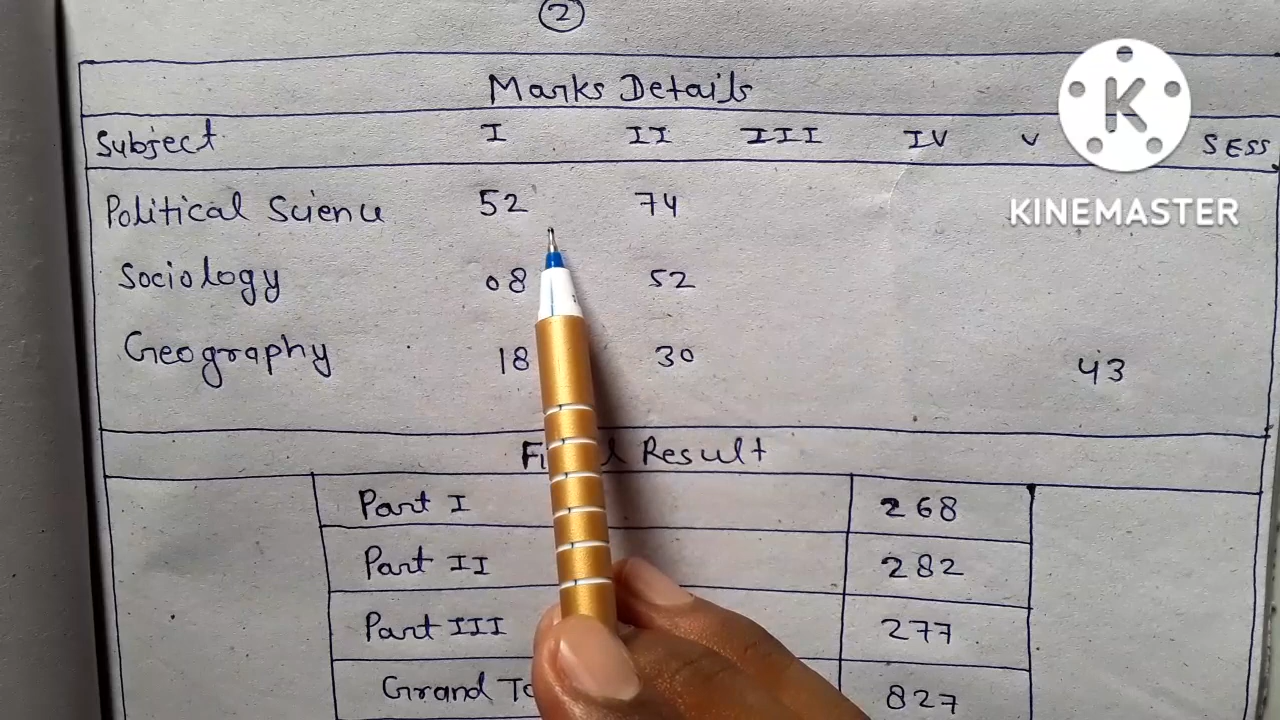 2
Marks Details
Subject I II III IV V SESS
Political Science 52 74
Sociology 08 52
Geography 18 30 43
Result
Part I 268
Part II 282
Part III 277
Grand 827
K
KINEMASTER